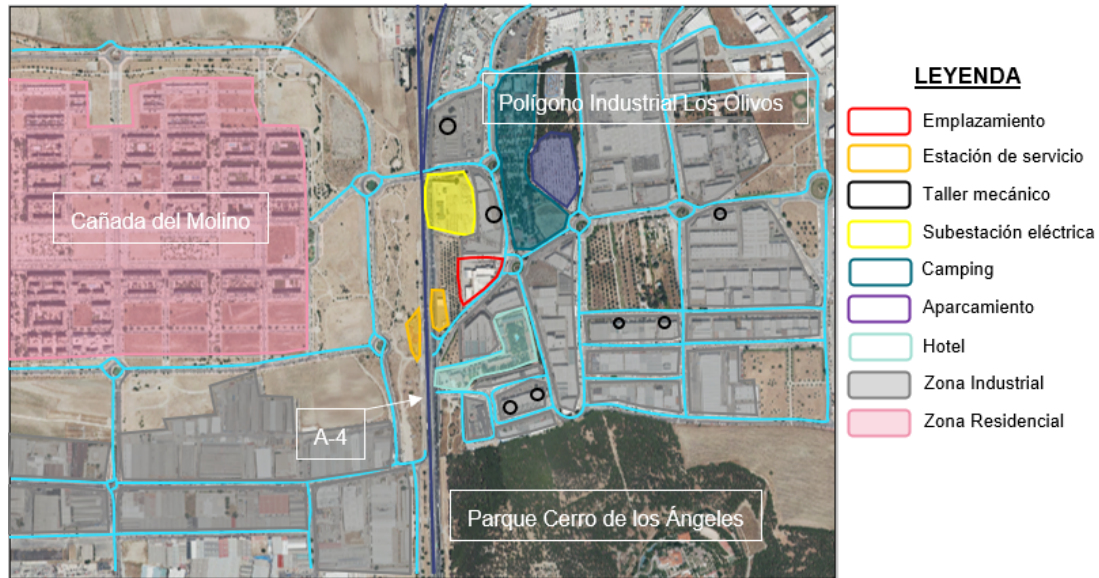 Polígono Industrial Los Olivos
Cañada del Molino
A-4
Parque Cerro de los Ángeles
LEYENDA
Emplazamiento
Estación de servicio
Taller mecánico
Subestación eléctrica
Camping
Aparcamiento
Hotel
Zona Industrial
Zona Residencial